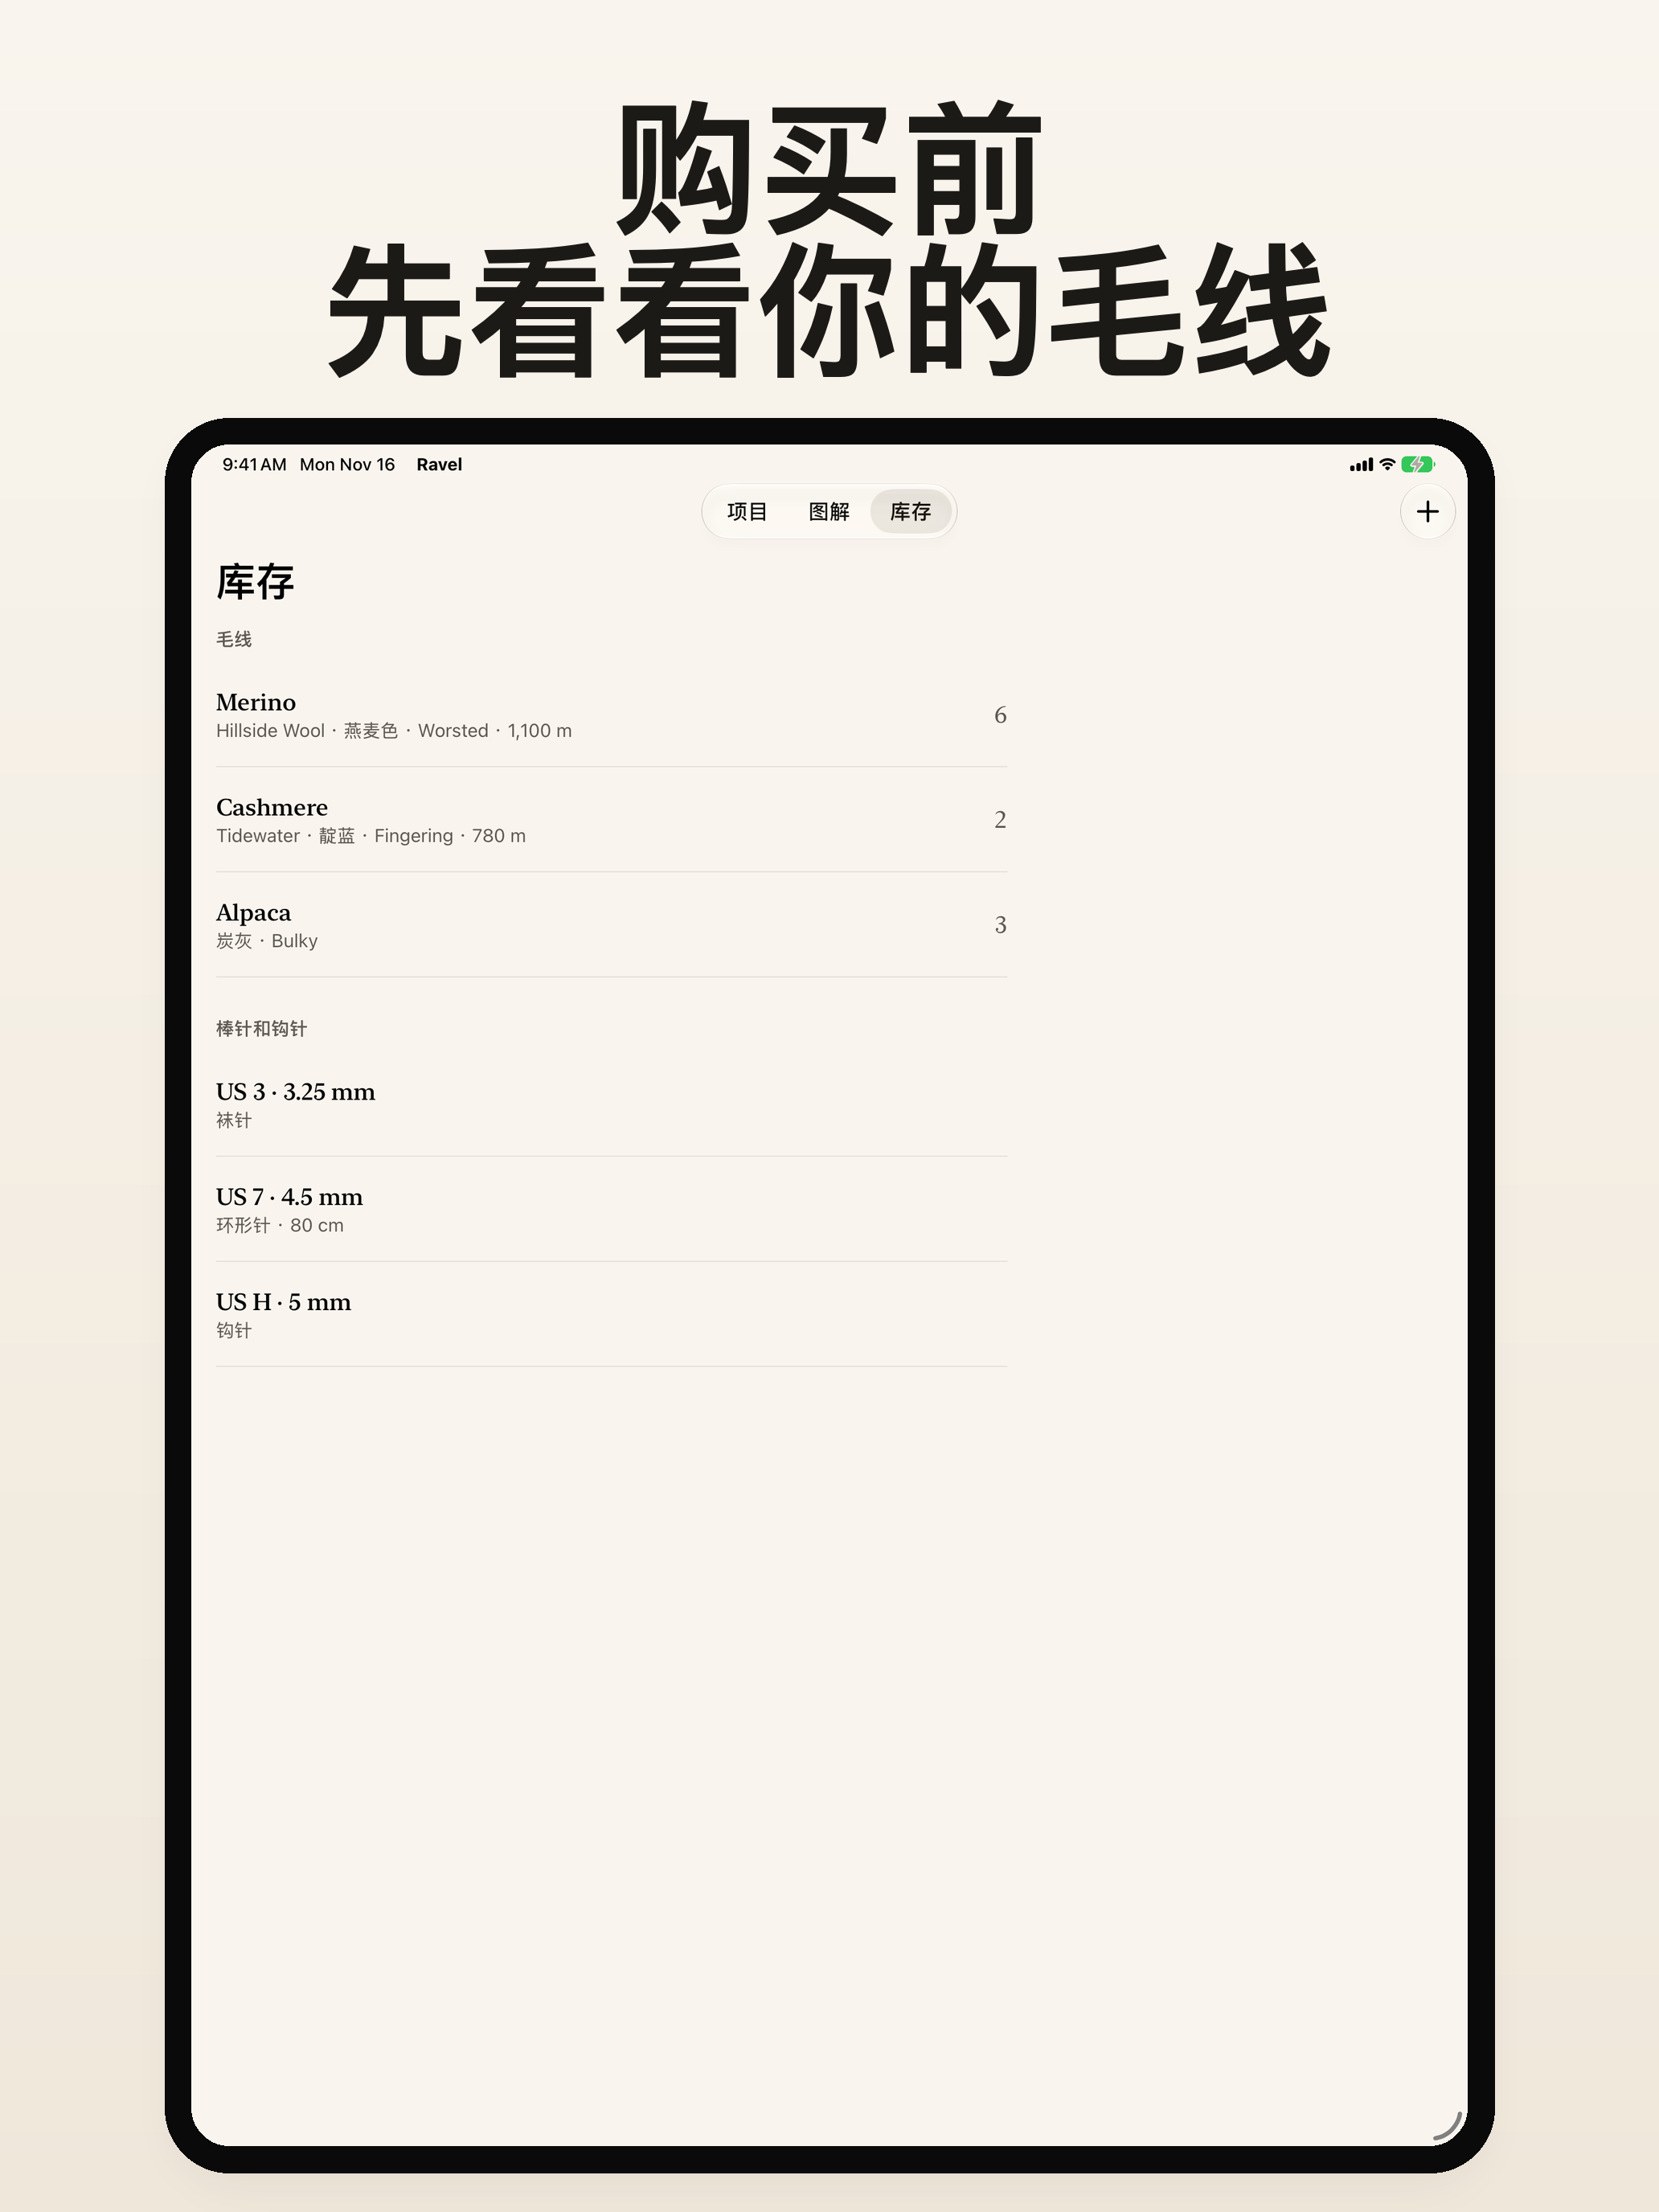 购买前
先看看你的毛线
9:41 AM Mon Nov 16 Ravel
项目 图解 库存
库存
毛线
Merino
Hillside Wool · 燕麦色 · Worsted · 1,100 m
6
Cashmere
Tidewater · 靛蓝 · Fingering · 780 m
2
Alpaca
炭灰 · Bulky
3
棒针和钩针
US 3 · 3.25 mm
袜针
US 7 · 4.5 mm
环形针 · 80 cm
US H · 5 mm
钩针